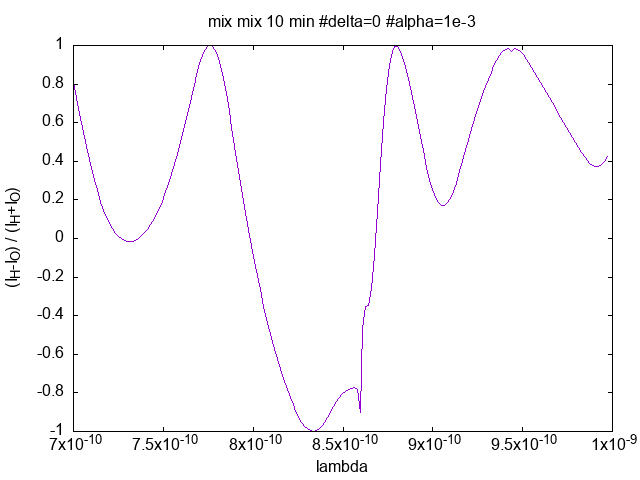 mix mix 10 min #delta=0 #alpha=1e-3
1
0.8
0.6
0.4
0.2
0
-0.2
-0.4
-0.6
-0.8
-1
(I_H-I_O) / (I_H+I_O)
7x10^-10 7.5x10^-10 8x10^-10 8.5x10^-10 9x10^-10 9.5x10^-10 1x10^-9
lambda